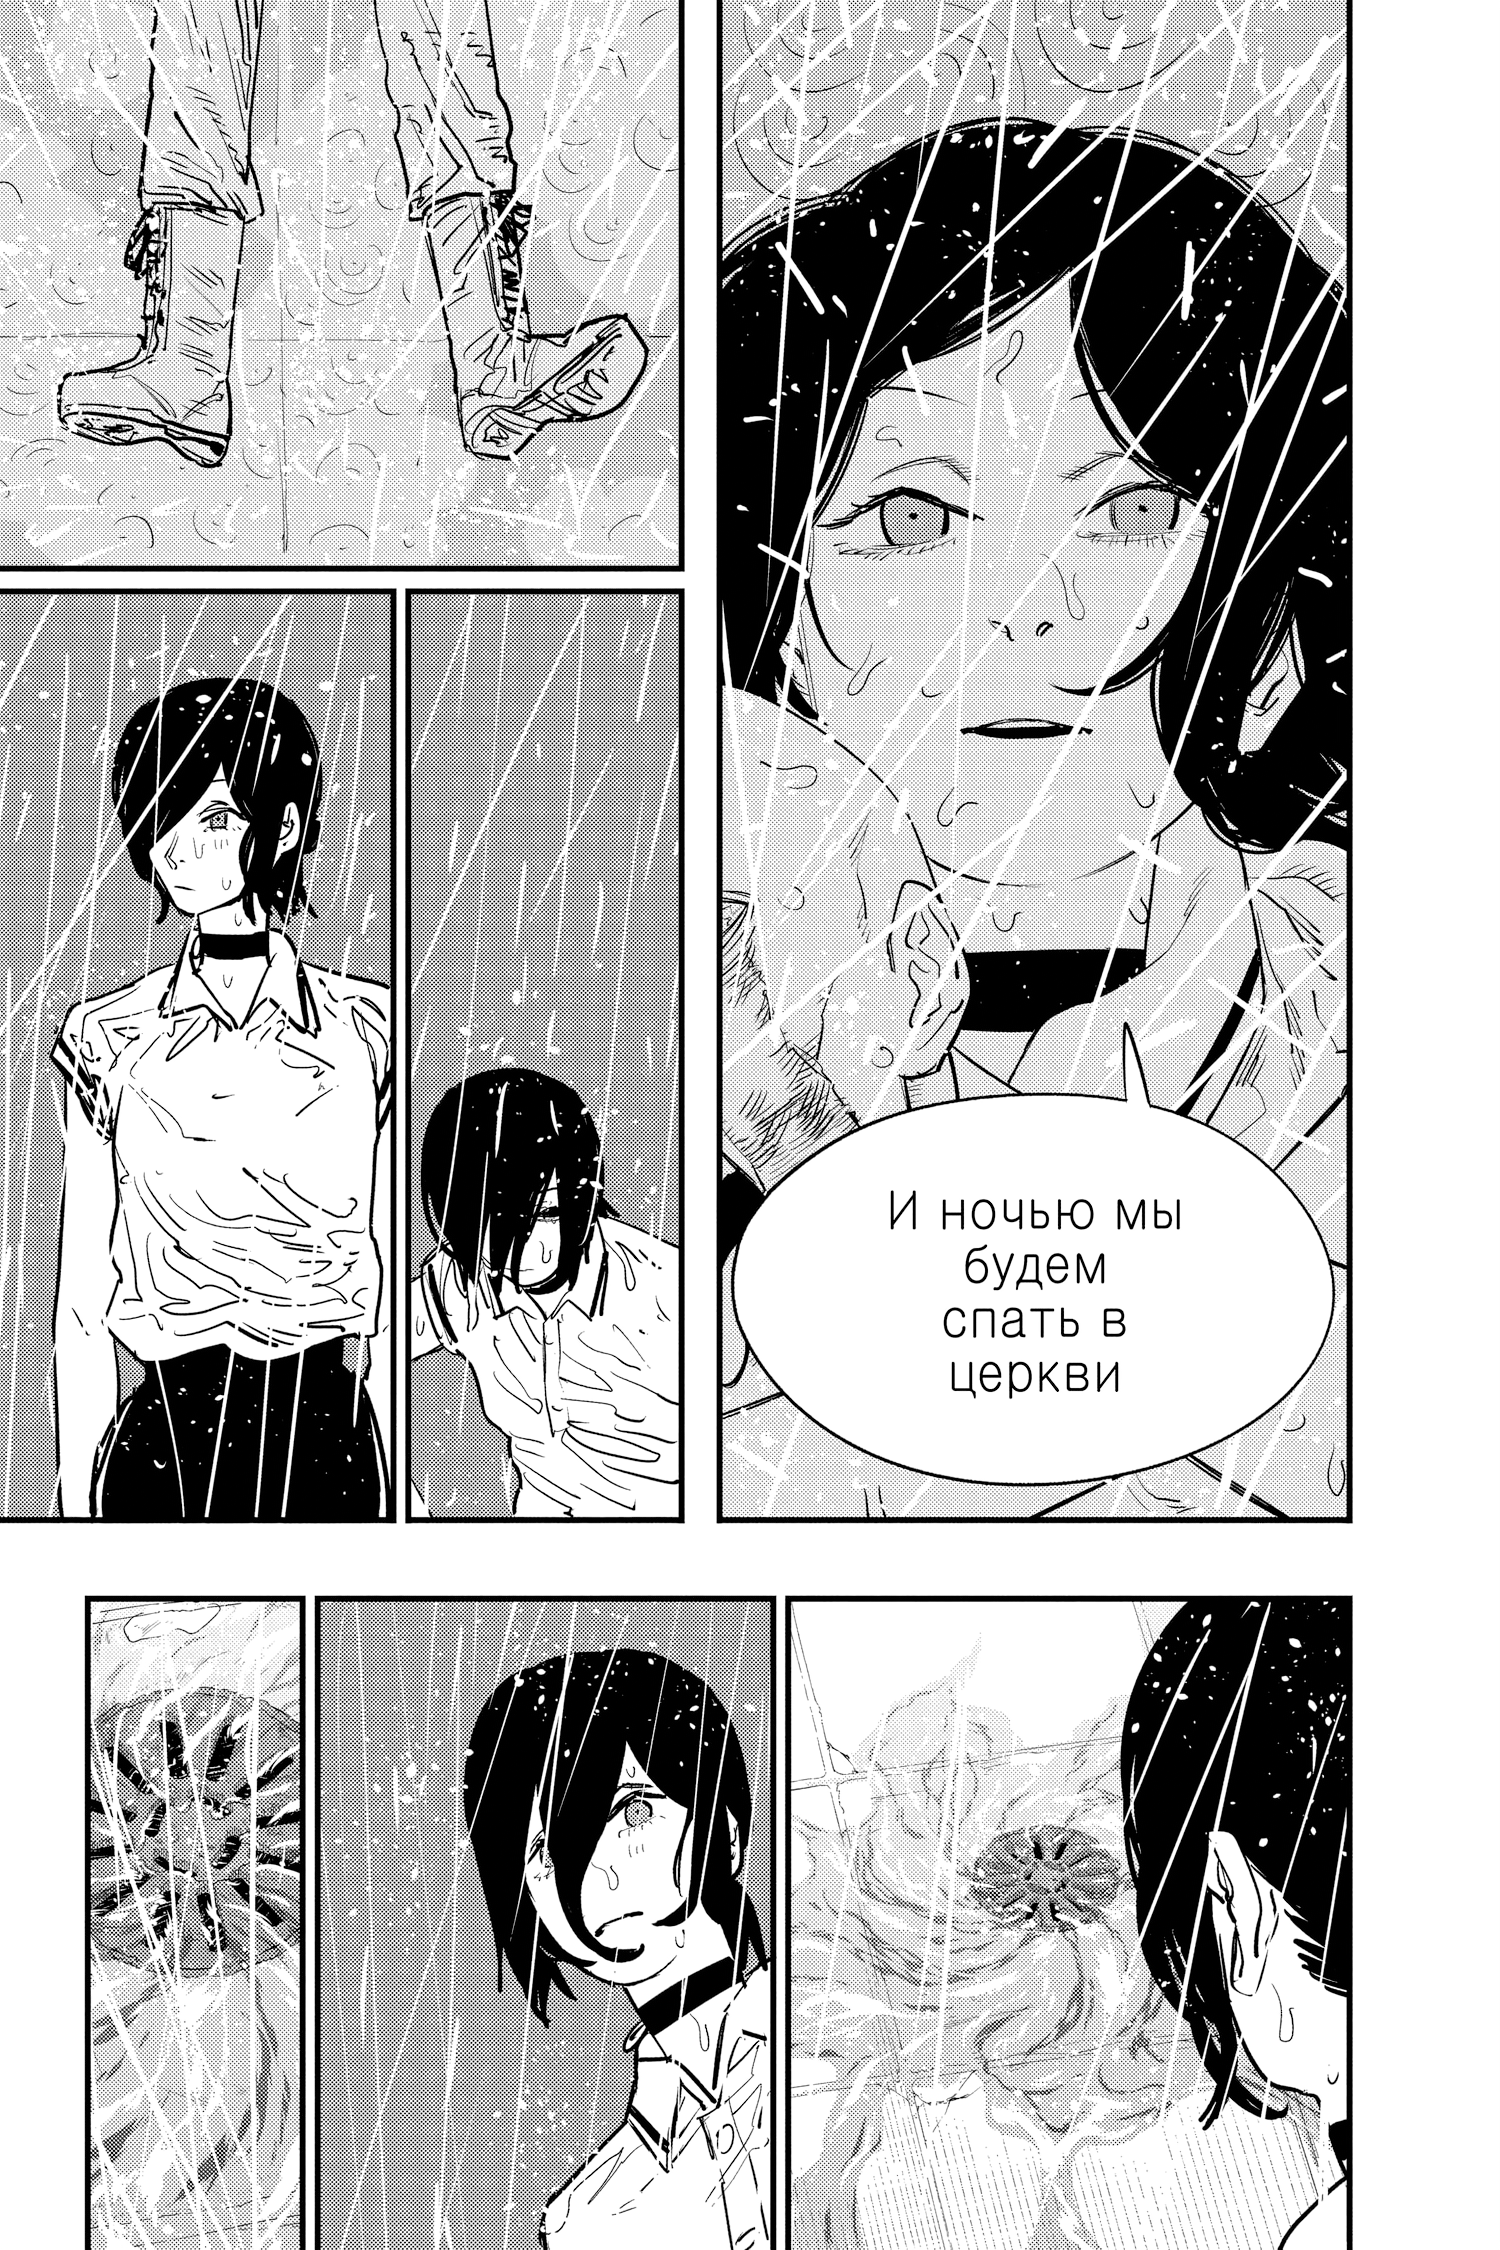 И ночью мы
будем
спать в
церкви